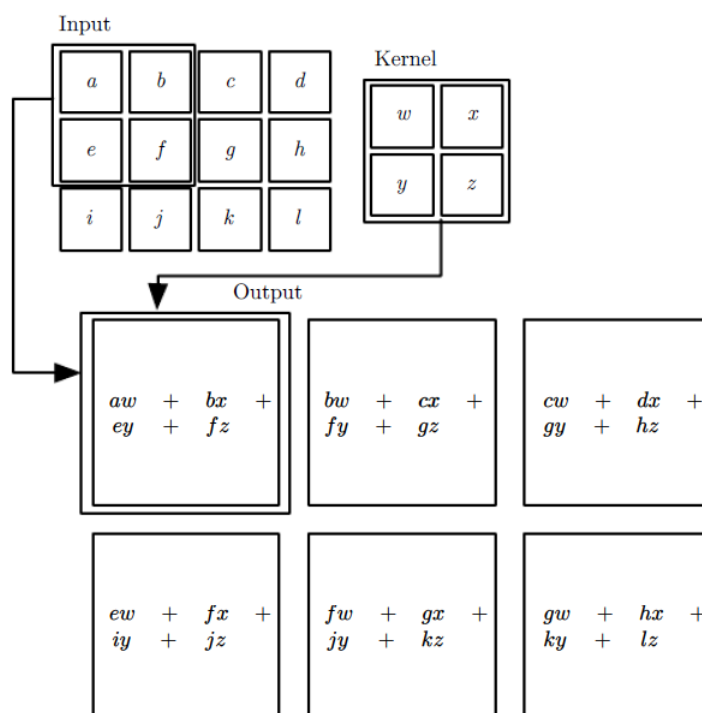 Input
Kernel
a b c d
w x
e f g h
y z
i j k l
Output
aw + bx +
ey + fz
bw + cx +
fy + gz
cw + dx +
gy + hz
ew + fx +
iy + jz
fw + gx +
jy + kz
gw + hx +
ky + lz